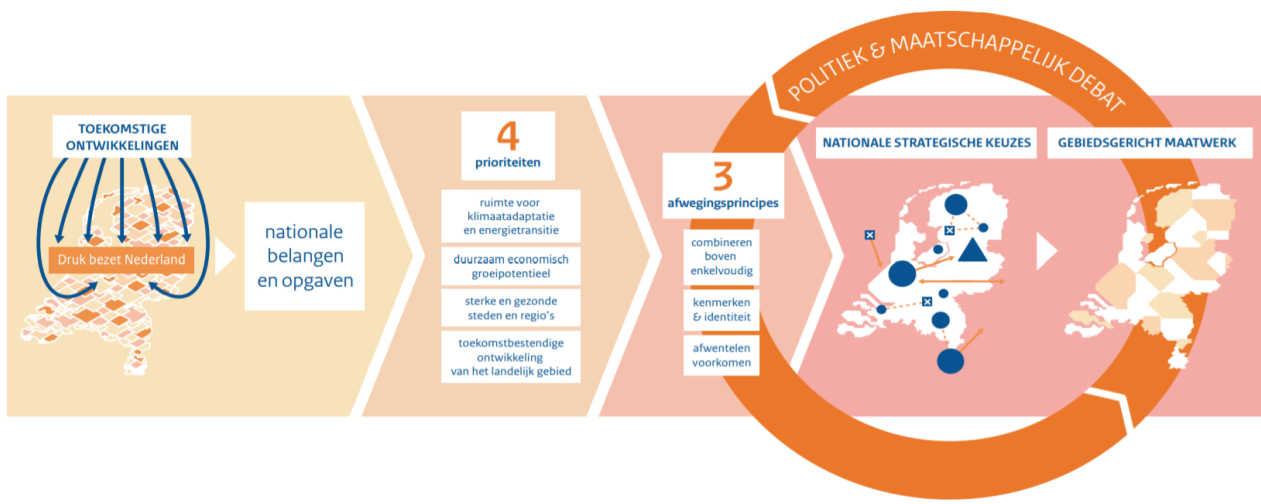 POLITIEK & MAATSCHAPPELIJK DEBAT
TOEKOMSTIGE
ONTWIKKELINGEN
Druk bezet Nederland
nationale
belangen
en opgaven
4
prioriteiten
ruimte voor
klimaatadaptatie
en energietransitie
duurzaam economisch
groeipotentieel
sterke en gezonde
steden en regio's
toekomstbestendige
ontwikkeling
van het landelijk gebied
3
afwegingsprincipes
combineren
boven
enkelvoudig
kenmerken
& identiteit
afwentelen
voorkomen
NATIONALE STRATEGISCHE KEUZES
GEBIEDSGERICHT MAATWERK